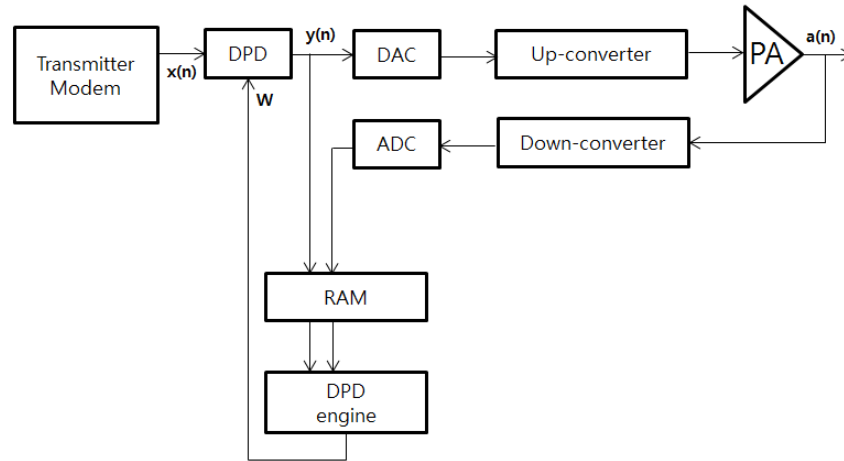 Transmitter
Modem
x(n)
DPD
y(n)
DAC
Up-converter
PA
a(n)
W
ADC
Down-converter
RAM
DPD
engine